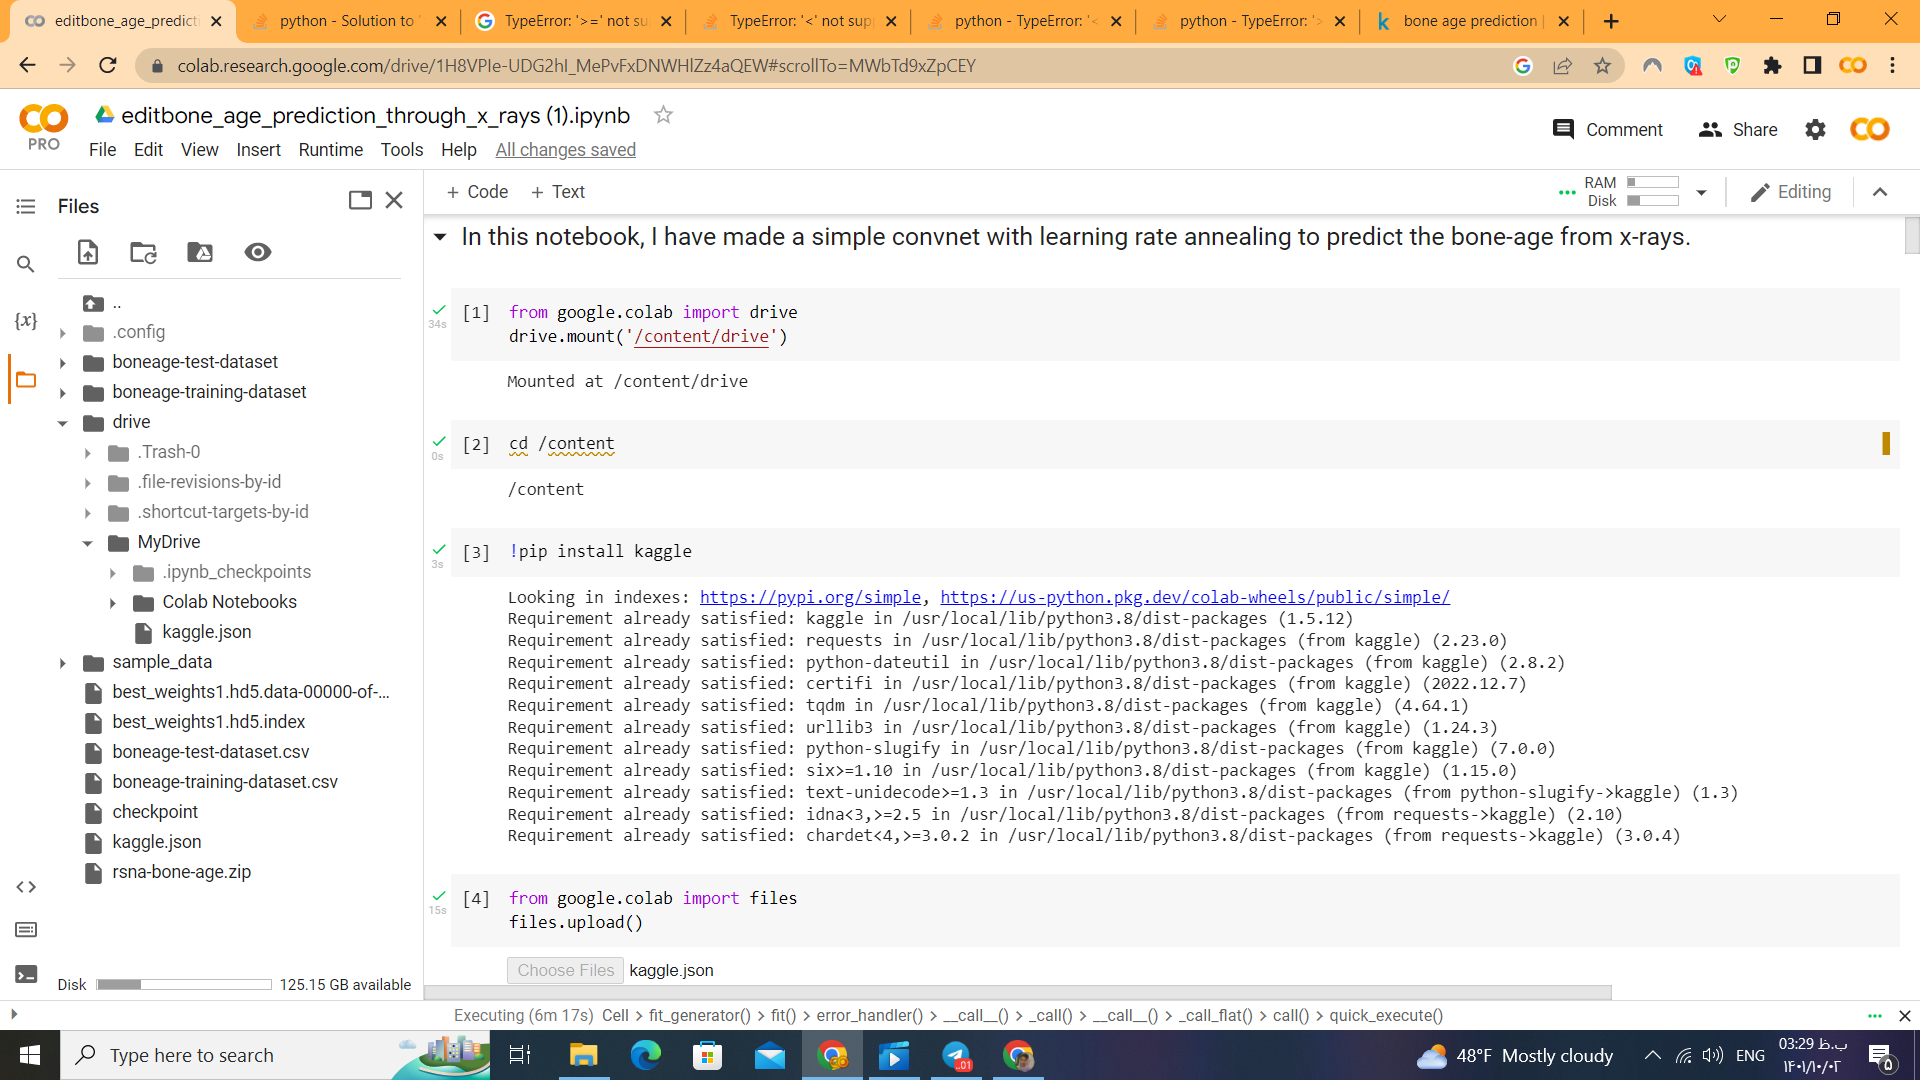 editbone_age_predicti
python - Solution to '
TypeError: '>=' not su
TypeError: '<' not sup
python - TypeError: '<
python - TypeError: '>
bone age prediction |
colab.research.google.com/drive/1H8VPIe-UDG2hI_MePvFxDNWHlZz4aQEW#scrollTo=MWbTd9xZpCEY
PRO
editbone_age_prediction_through_x_rays (1).ipynb
File Edit View Insert Runtime Tools Help All changes saved
Comment
Share
Files
+ Code + Text
RAM
Disk
Editing
..
.config
boneage-test-dataset
boneage-training-dataset
drive
.Trash-0
.file-revisions-by-id
.shortcut-targets-by-id
MyDrive
.ipynb_checkpoints
Colab Notebooks
kaggle.json
sample_data
best_weights1.hd5.data-00000-of-...
best_weights1.hd5.index
boneage-test-dataset.csv
boneage-training-dataset.csv
checkpoint
kaggle.json
rsna-bone-age.zip
Disk 125.15 GB available
In this notebook, I have made a simple convnet with learning rate annealing to predict the bone-age from x-rays.
34s
[1] from google.colab import drive
drive.mount('/content/drive')
Mounted at /content/drive
0s
[2] cd /content
/content
3s
[3] !pip install kaggle
Looking in indexes: https://pypi.org/simple, https://us-python.pkg.dev/colab-wheels/public/simple/
Requirement already satisfied: kaggle in /usr/local/lib/python3.8/dist-packages (1.5.12)
Requirement already satisfied: requests in /usr/local/lib/python3.8/dist-packages (from kaggle) (2.23.0)
Requirement already satisfied: python-dateutil in /usr/local/lib/python3.8/dist-packages (from kaggle) (2.8.2)
Requirement already satisfied: certifi in /usr/local/lib/python3.8/dist-packages (from kaggle) (2022.12.7)
Requirement already satisfied: tqdm in /usr/local/lib/python3.8/dist-packages (from kaggle) (4.64.1)
Requirement already satisfied: urllib3 in /usr/local/lib/python3.8/dist-packages (from kaggle) (1.24.3)
Requirement already satisfied: python-slugify in /usr/local/lib/python3.8/dist-packages (from kaggle) (7.0.0)
Requirement already satisfied: six>=1.10 in /usr/local/lib/python3.8/dist-packages (from kaggle) (1.15.0)
Requirement already satisfied: text-unidecode>=1.3 in /usr/local/lib/python3.8/dist-packages (from python-slugify->kaggle) (1.3)
Requirement already satisfied: idna<3,>=2.5 in /usr/local/lib/python3.8/dist-packages (from requests->kaggle) (2.10)
Requirement already satisfied: chardet<4,>=3.0.2 in /usr/local/lib/python3.8/dist-packages (from requests->kaggle) (3.0.4)
15s
[4] from google.colab import files
files.upload()
Choose Files kaggle.json
Executing (6m 17s) Cell > fit_generator() > fit() > error_handler() > __call__() > _call() > __call__() > _call_flat() > call() > quick_execute()
Type here to search
48°F Mostly cloudy
ENG
03:29 ب.ظ
۱۴۰۱/۱۰/۰۲